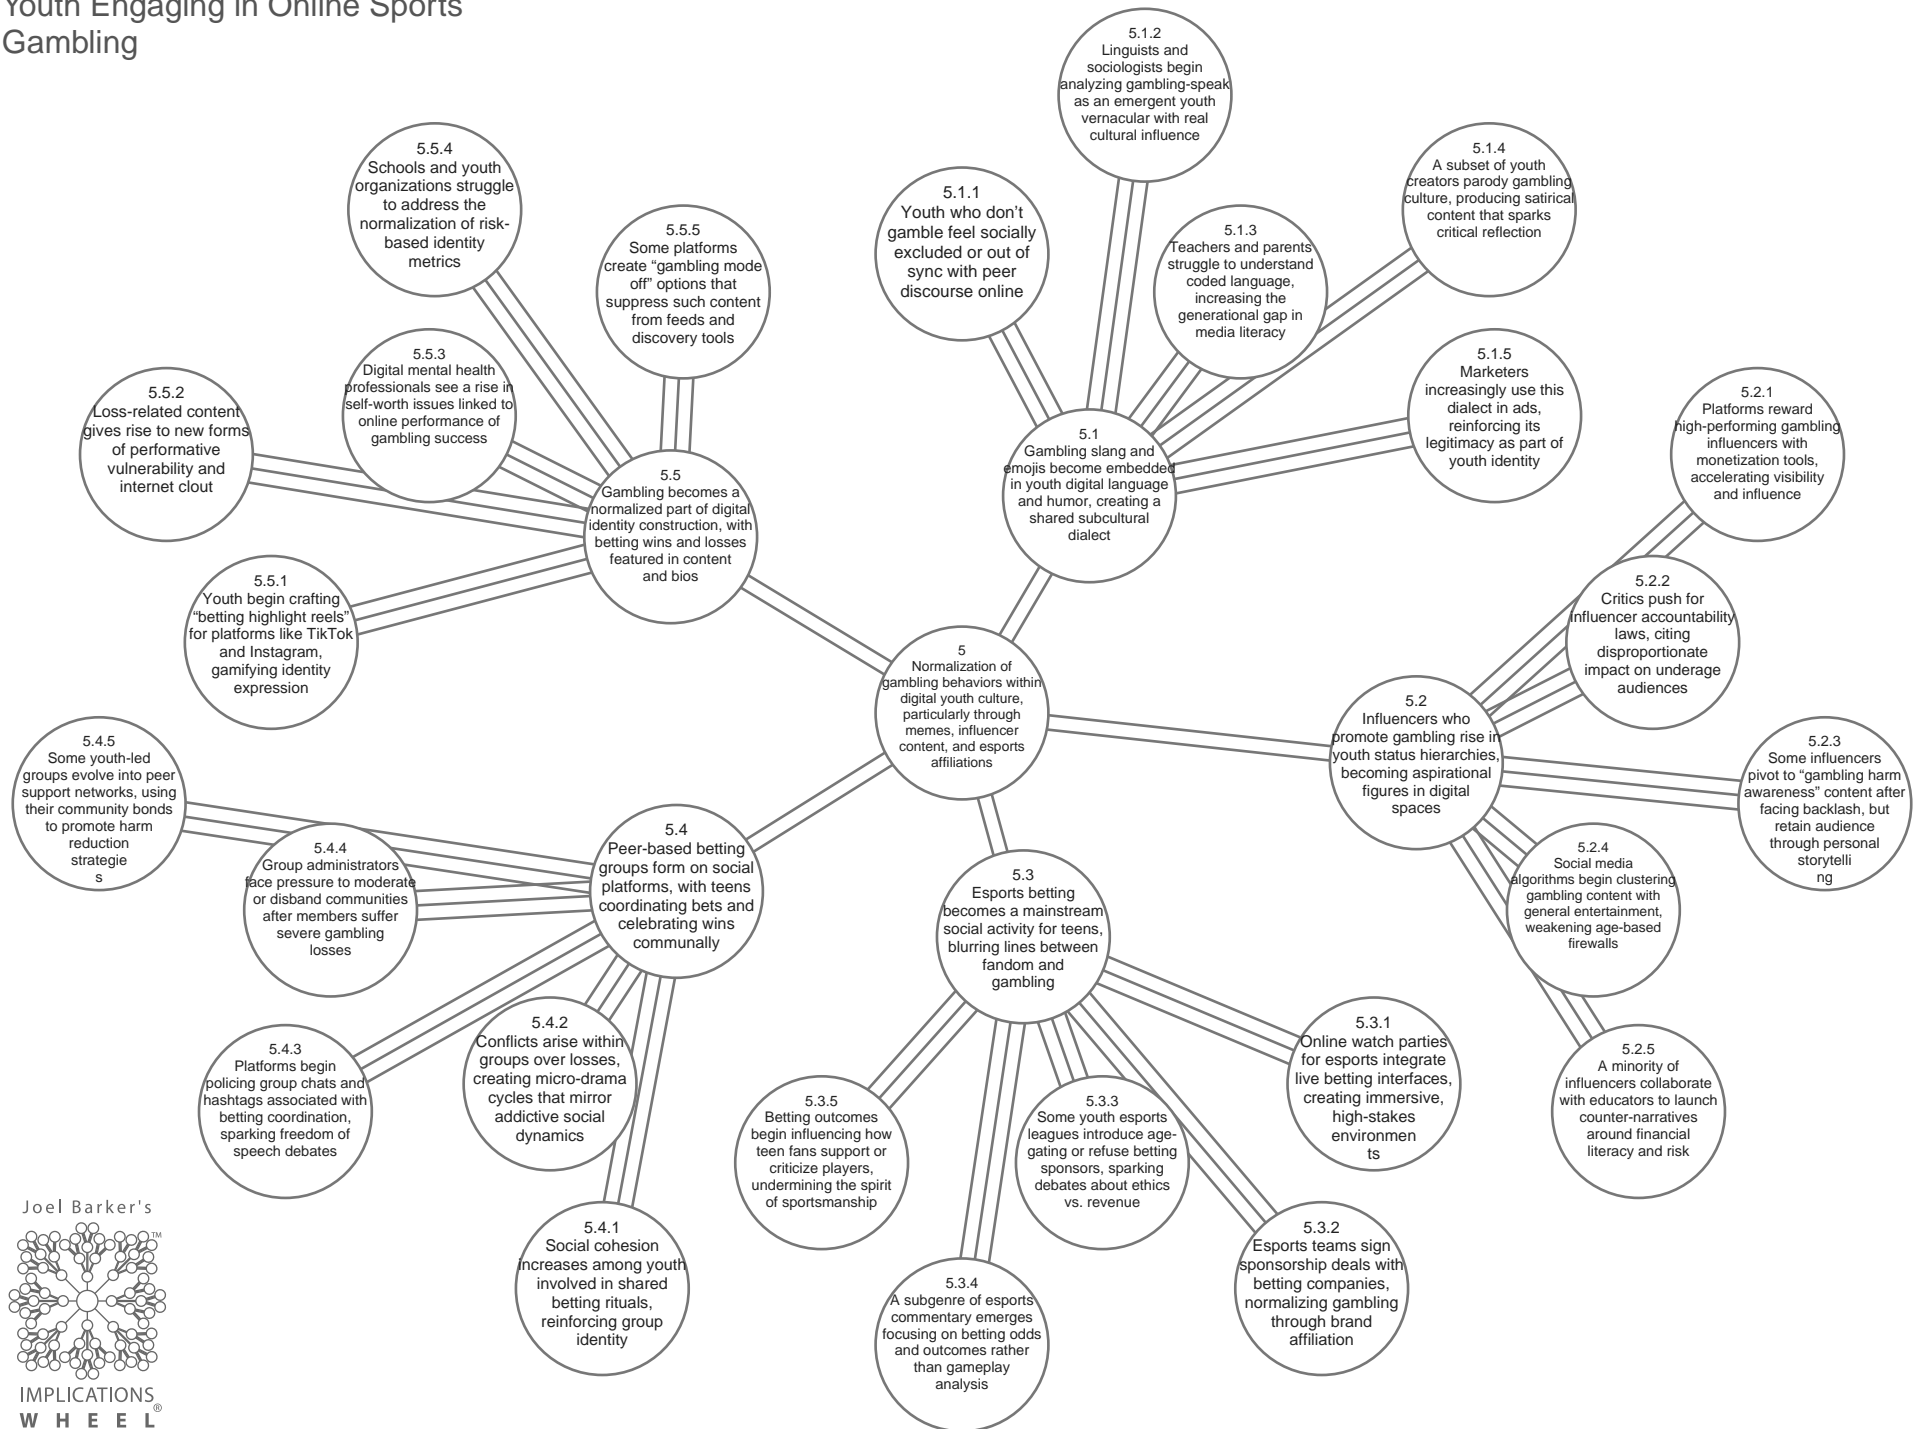 Youth Engaging in Online Sports
Gambling
5.1.2
Linguists and
sociologists begin
analyzing gambling-speak
as an emergent youth
vernacular with real
cultural influence
5.5.4
Schools and youth
organizations struggle
to address the
normalization of risk-
based identity
metrics
5.1.4
A subset of youth
creators parody gambling
culture, producing satirical
content that sparks
critical reflection
5.1.1
Youth who don’t
gamble feel socially
excluded or out of
sync with peer
discourse online
5.5.5
Some platforms
create “gambling mode
off” options that
suppress such content
from feeds and
discovery tools
5.1.3
Teachers and parents
struggle to understand
coded language,
increasing the
generational gap in
media literacy
5.5.3
Digital mental health
professionals see a rise in
self-worth issues linked to
online performance of
gambling success
5.1.5
Marketers
increasingly use this
dialect in ads,
reinforcing its
legitimacy as part of
youth identity
5.5.2
Loss-related content
gives rise to new forms
of performative
vulnerability and
internet clout
5.2.1
Platforms reward
high-performing gambling
influencers with
monetization tools,
accelerating visibility
and influence
5.1
Gambling slang and
emojis become embedded
in youth digital language
and humor, creating a
shared subcultural
dialect
5.5
Gambling becomes a
normalized part of digital
identity construction, with
betting wins and losses
featured in content
and bios
5.5.1
Youth begin crafting
“betting highlight reels”
for platforms like TikTok
and Instagram,
gamifying identity
expression
5.2.2
Critics push for
influencer accountability
laws, citing
disproportionate
impact on underage
audiences
5
Normalization of
gambling behaviors within
digital youth culture,
particularly through
memes, influencer
content, and esports
affiliations
5.2
Influencers who
promote gambling rise in
youth status hierarchies,
becoming aspirational
figures in digital
spaces
5.4.5
Some youth-led
groups evolve into peer
support networks, using
their community bonds
to promote harm
reduction
strategie
s
5.2.3
Some influencers
pivot to “gambling harm
awareness” content after
facing backlash, but
retain audience
through personal
storytelli
ng
5.4
Peer-based betting
groups form on social
platforms, with teens
coordinating bets and
celebrating wins
communally
5.4.4
Group administrators
face pressure to moderate
or disband communities
after members suffer
severe gambling
losses
5.2.4
Social media
algorithms begin clustering
gambling content with
general entertainment,
weakening age-based
firewalls
5.3
Esports betting
becomes a mainstream
social activity for teens,
blurring lines between
fandom and
gambling
5.4.2
Conflicts arise within
groups over losses,
creating micro-drama
cycles that mirror
addictive social
dynamics
5.3.1
Online watch parties
for esports integrate
live betting interfaces,
creating immersive,
high-stakes
environmen
ts
5.4.3
Platforms begin
policing group chats and
hashtags associated with
betting coordination,
sparking freedom of
speech debates
5.2.5
A minority of
influencers collaborate
with educators to launch
counter-narratives
around financial
literacy and risk
5.3.5
Betting outcomes
begin influencing how
teen fans support or
criticize players,
undermining the spirit
of sportsmanship
5.3.3
Some youth esports
leagues introduce age-
gating or refuse betting
sponsors, sparking
debates about ethics
vs. revenue
5.4.1
Social cohesion
increases among youth
involved in shared
betting rituals,
reinforcing group
identity
5.3.2
Esports teams sign
sponsorship deals with
betting companies,
normalizing gambling
through brand
affiliation
5.3.4
A subgenre of esports
commentary emerges
focusing on betting odds
and outcomes rather
than gameplay
analysis
Joel Barker's
TM
IMPLICATIONS
WHEEL®